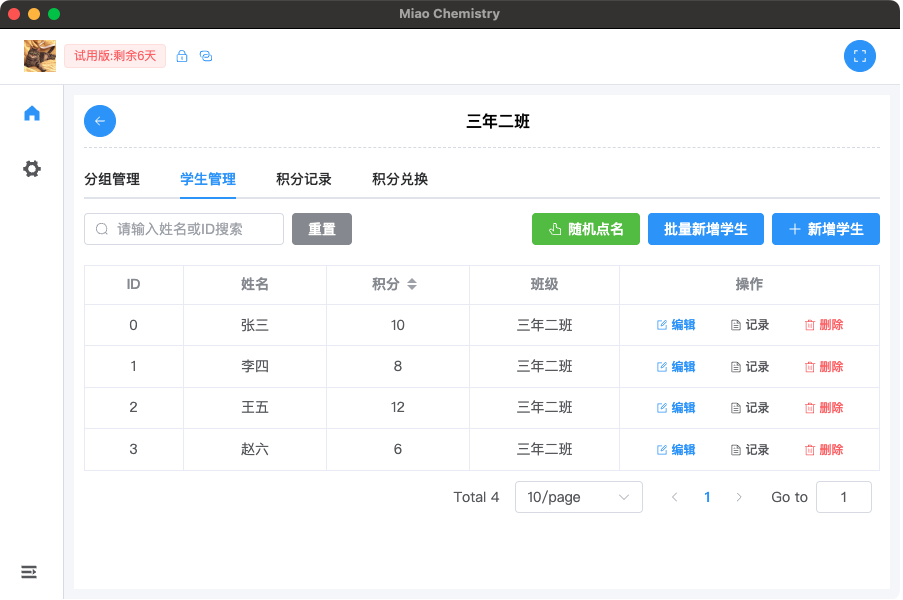 Miao Chemistry
试用版:剩余6天
三年二班
分组管理 学生管理 积分记录 积分兑换
请输入姓名或ID搜索 重置 随机点名 批量新增学生 新增学生
ID 姓名 积分 班级 操作
0 张三 10 三年二班 编辑 记录 删除
1 李四 8 三年二班 编辑 记录 删除
2 王五 12 三年二班 编辑 记录 删除
3 赵六 6 三年二班 编辑 记录 删除
Total 4 10/page 1 Go to 1